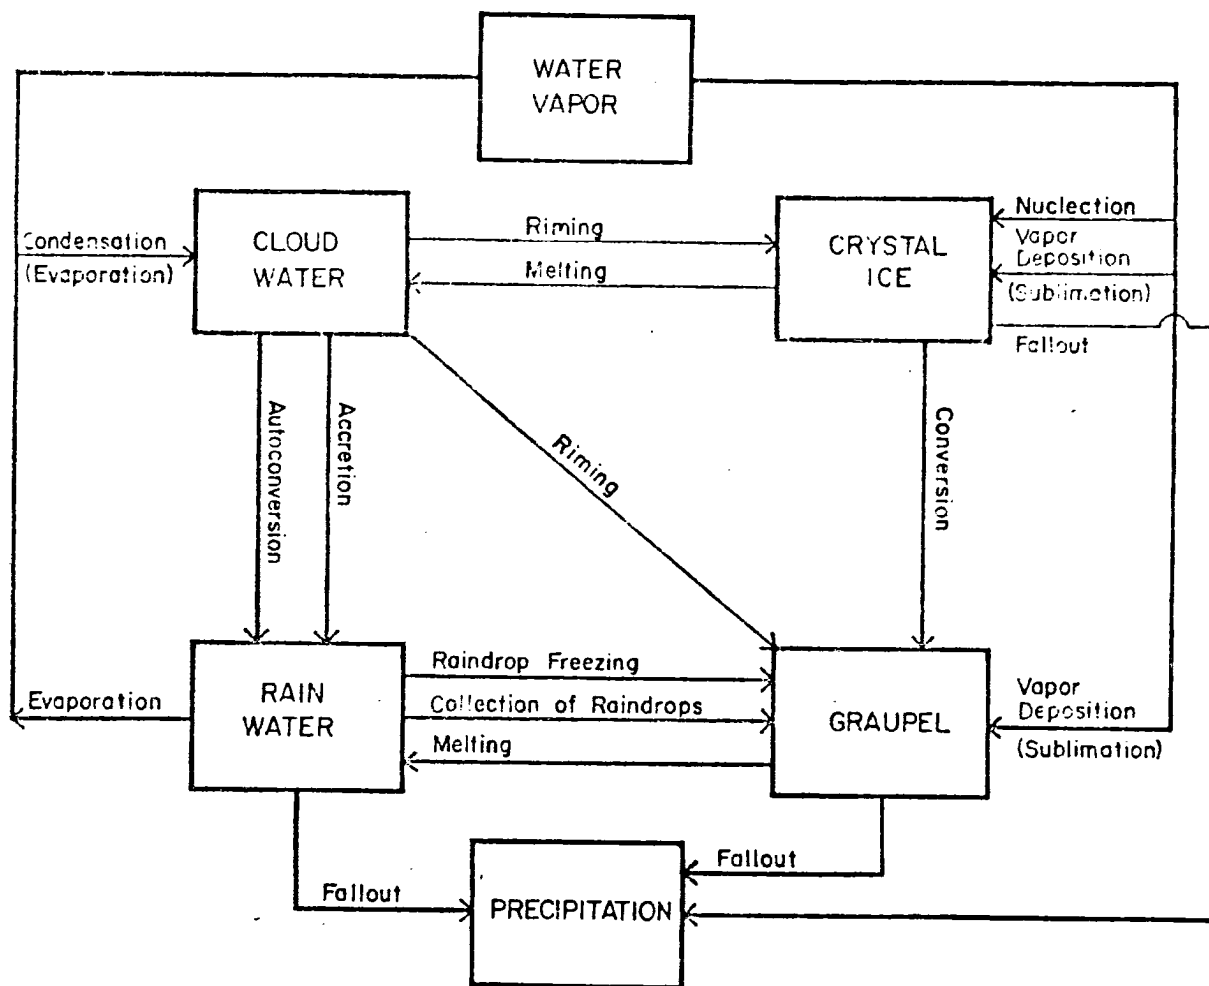 WATER
VAPOR
Condensation
(Evaporation)
CLOUD
WATER
Riming
Melting
CRYSTAL
ICE
Nuclection
Vapor
Deposition
(Sublimation)
Fallout
Autoconversion
Accretion
Riming
Conversion
Evaporation
RAIN
WATER
Raindrop Freezing
Collection of Raindrops
Melting
GRAUPEL
Vapor
Deposition
(Sublimation)
Fallout
PRECIPITATION
Fallout